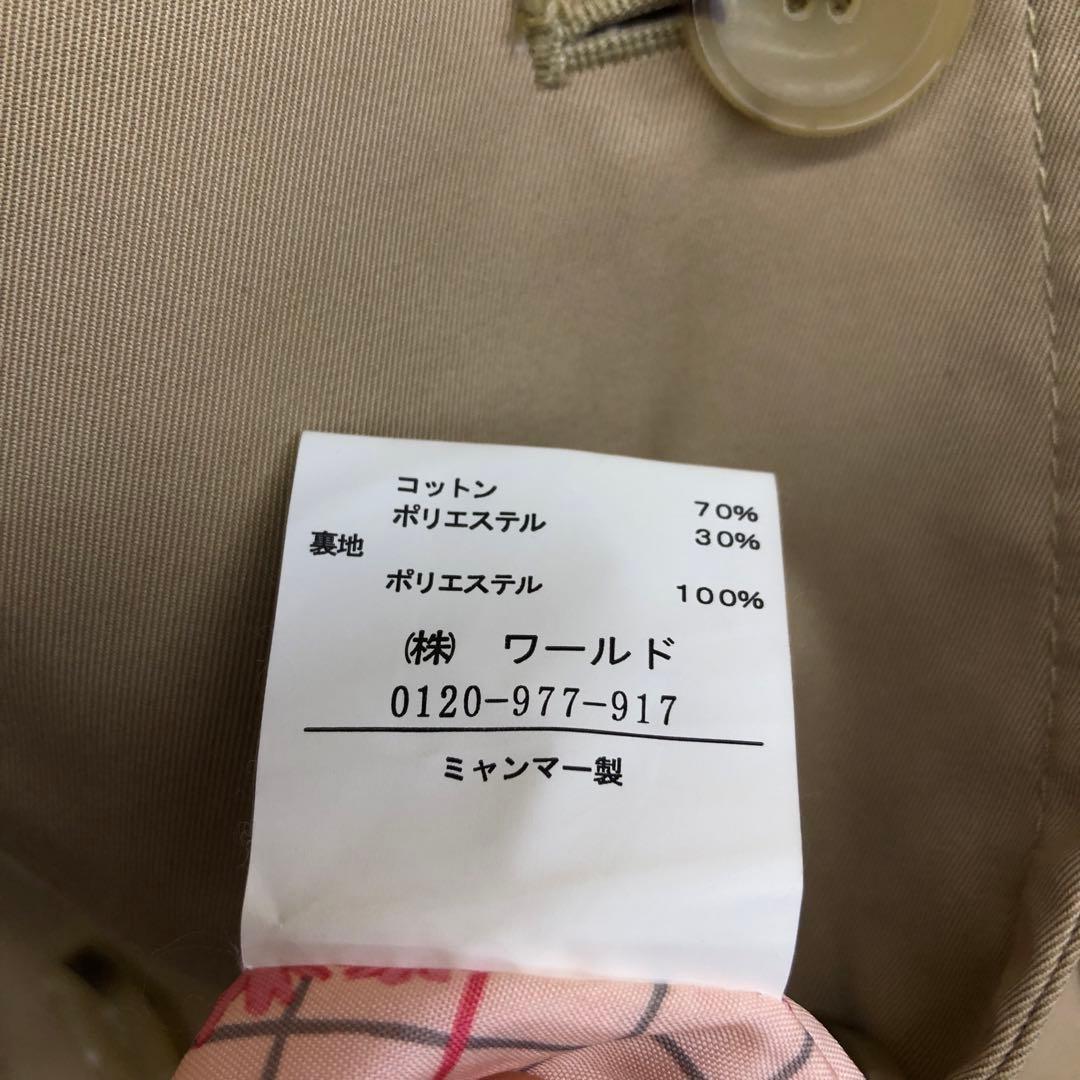 コットン 70%
ポリエステル 30%
裏地
ポリエステル 100%
㈱ ワールド
0120-977-917
ミャンマー製